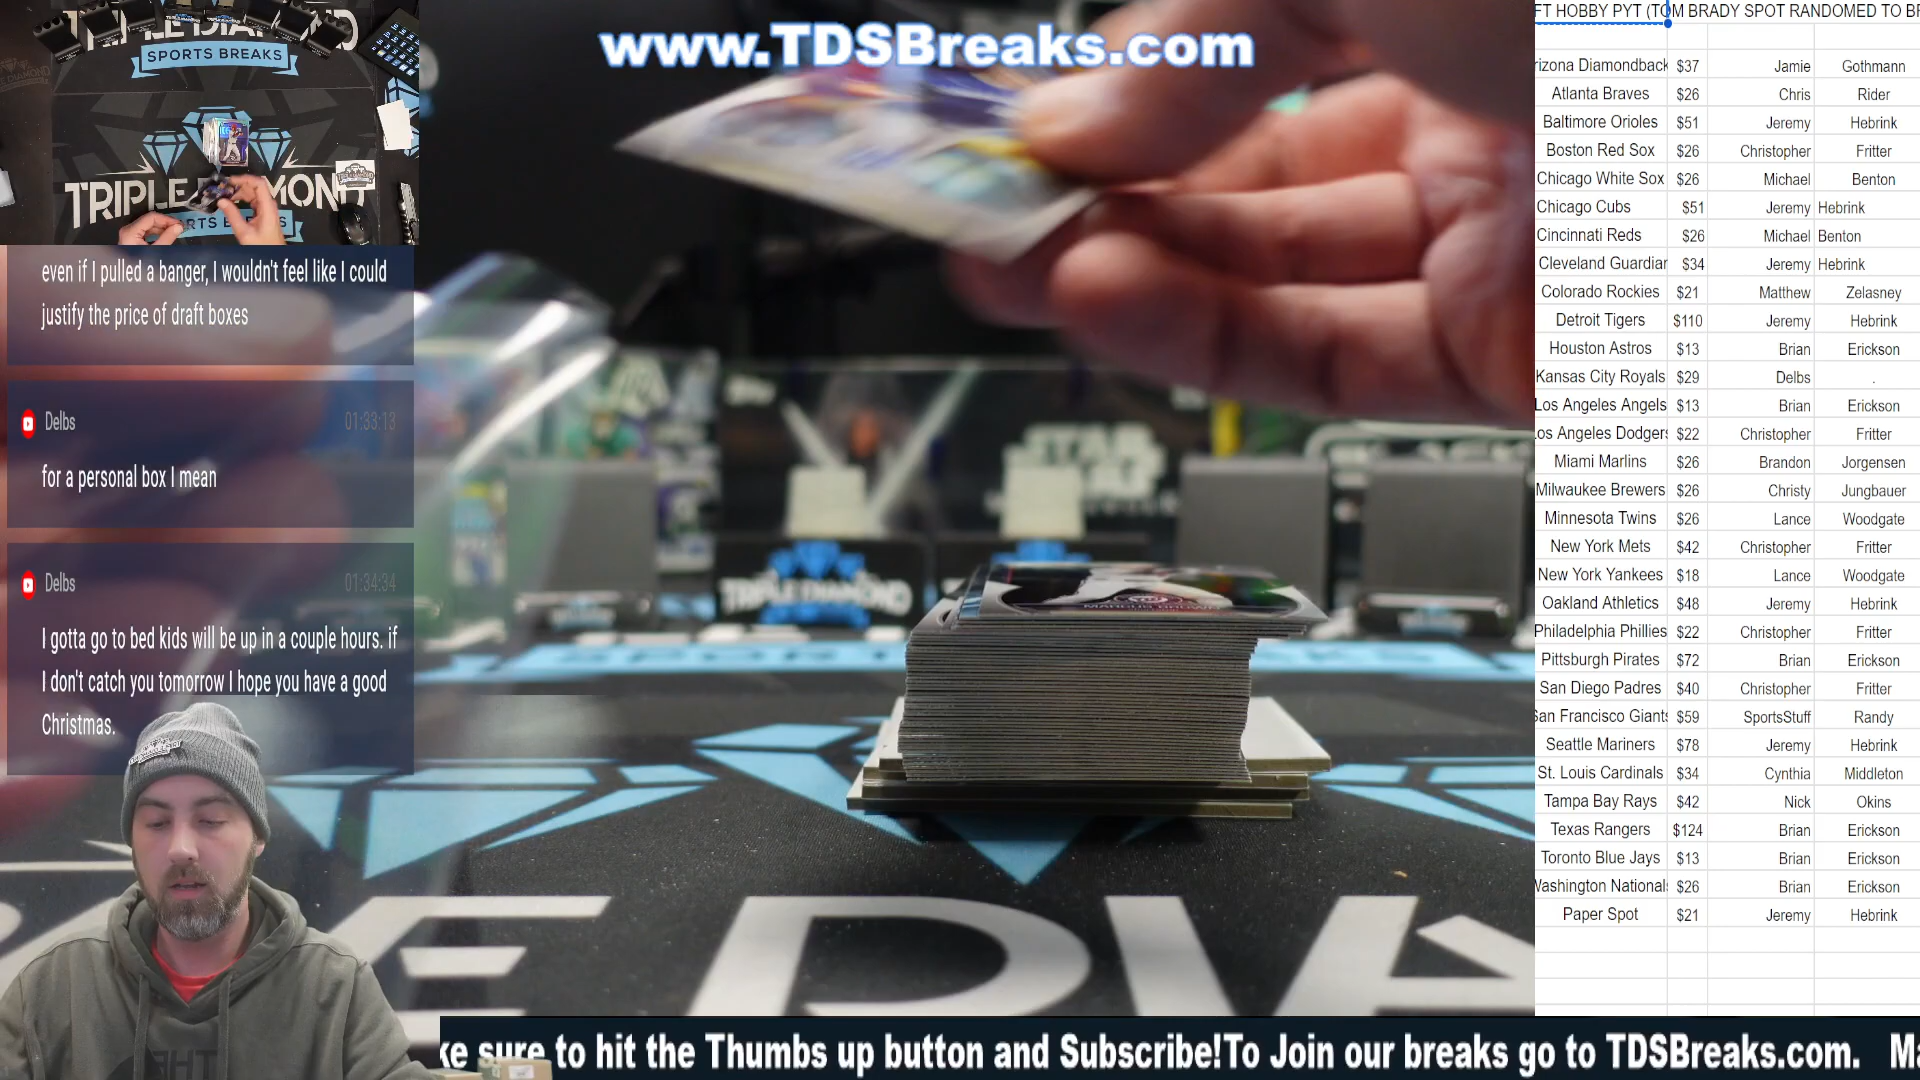 www.TDSBreaks.com
SPORTS BREAKS
TRIPLE DIAMOND
even if I pulled a banger, I wouldn't feel like I could
justify the price of draft boxes
Delbs 01:33:13
for a personal box I mean
Delbs 01:34:34
I gotta go to bed kids will be up in a couple hours. if
I don't catch you tomorrow I hope you have a good
Christmas.
STAR
TRIPLE DIAMOND
FT HOBBY PYT (TOM BRADY SPOT RANDOMED TO BR
rizona Diamondback $37 Jamie Gothmann
Atlanta Braves $26 Chris Rider
Baltimore Orioles $51 Jeremy Hebrink
Boston Red Sox $26 Christopher Fritter
Chicago White Sox $26 Michael Benton
Chicago Cubs $51 Jeremy Hebrink
Cincinnati Reds $26 Michael Benton
Cleveland Guardian $34 Jeremy Hebrink
Colorado Rockies $21 Matthew Zelasney
Detroit Tigers $110 Jeremy Hebrink
Houston Astros $13 Brian Erickson
Kansas City Royals $29 Delbs .
Los Angeles Angels $13 Brian Erickson
os Angeles Dodgers $22 Christopher Fritter
Miami Marlins $26 Brandon Jorgensen
Milwaukee Brewers $26 Christy Jungbauer
Minnesota Twins $26 Lance Woodgate
New York Mets $42 Christopher Fritter
New York Yankees $18 Lance Woodgate
Oakland Athletics $48 Jeremy Hebrink
Philadelphia Phillies $22 Christopher Fritter
Pittsburgh Pirates $72 Brian Erickson
San Diego Padres $40 Christopher Fritter
San Francisco Giants $59 SportsStuff Randy
Seattle Mariners $78 Jeremy Hebrink
St. Louis Cardinals $34 Cynthia Middleton
Tampa Bay Rays $42 Nick Okins
Texas Rangers $124 Brian Erickson
Toronto Blue Jays $13 Brian Erickson
Washington Nationals $26 Brian Erickson
Paper Spot $21 Jeremy Hebrink
ke sure to hit the Thumbs up button and Subscribe!To Join our breaks go to TDSBreaks.com. Ma